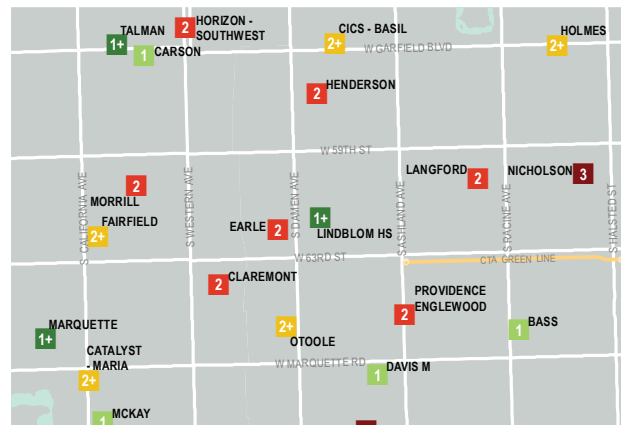 TALMAN
1+
CARSON
1
2
HORIZON -
SOUTHWEST
CICS - BASIL
2+
W GARFIELD BLVD
HOLMES
2+
HENDERSON
2
W 59TH ST
LANGFORD
2
NICHOLSON
3
2
MORRILL
FAIRFIELD
2+
S CALIFORNIA AVE
S WESTERN AVE
EARLE
2
S DAMEN AVE
1+
LINDBLOM HS
S ASHLAND AVE
S RACINE AVE
S HALSTED ST
W 63RD ST
CTA GREEN LINE
CLAREMONT
2
PROVIDENCE
ENGLEWOOD
2
BASS
1
MARQUETTE
1+
2+
OTOOLE
CATALYST
- MARIA
2+
W MARQUETTE RD
DAVIS M
1
MCKAY
1